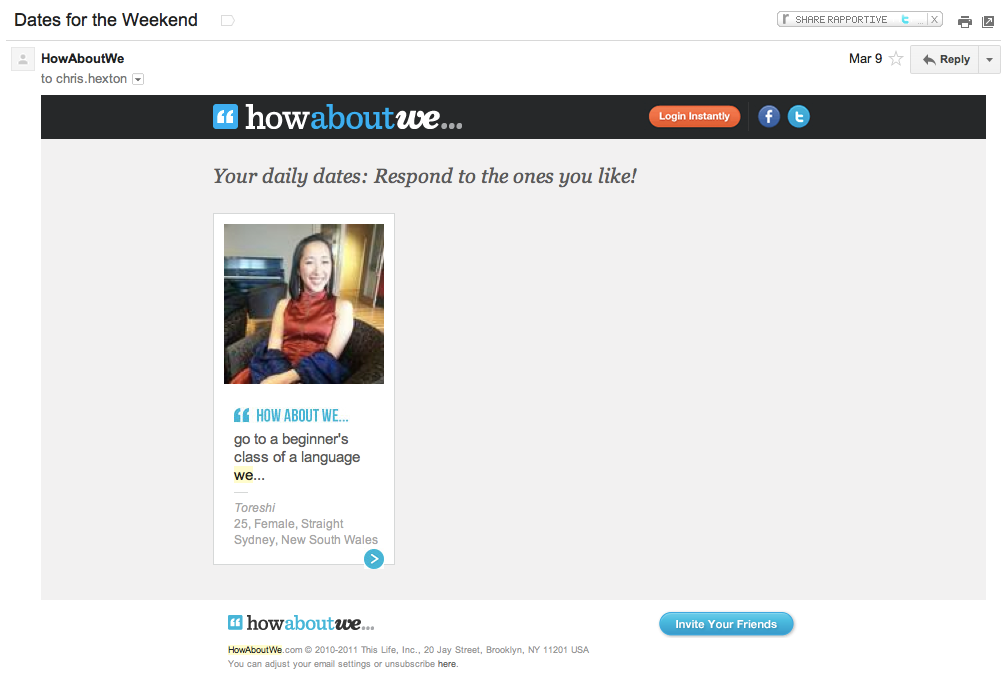 Dates for the Weekend
SHARE RAPPORTIVE
HowAboutWe
Mar 9
Reply
to chris.hexton
howaboutwe...
Login Instantly
Your daily dates: Respond to the ones you like!
HOW ABOUT WE...
go to a beginner's
class of a language
we...
Toreshi
25, Female, Straight
Sydney, New South Wales
howaboutwe...
Invite Your Friends
HowAboutWe.com © 2010-2011 This Life, Inc., 20 Jay Street, Brooklyn, NY 11201 USA
You can adjust your email settings or unsubscribe here.